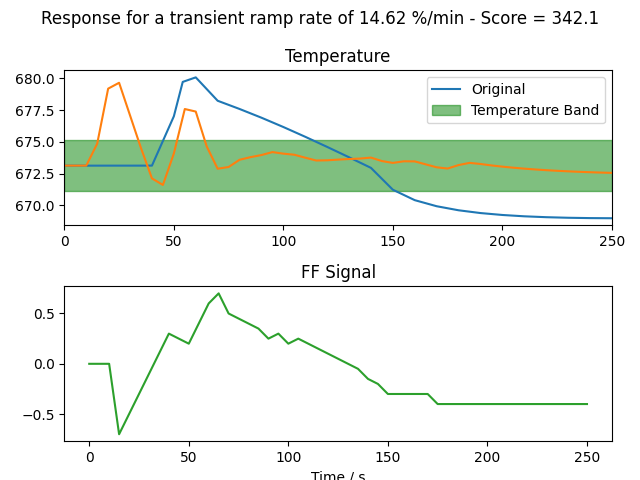 Response for a transient ramp rate of 14.62 %/min - Score = 342.1
Temperature
680.0
677.5
675.0
672.5
670.0
Original
Temperature Band
0 50 100 150 200 250
FF Signal
0.5
0.0
−0.5
0 50 100 150 200 250
Time / s